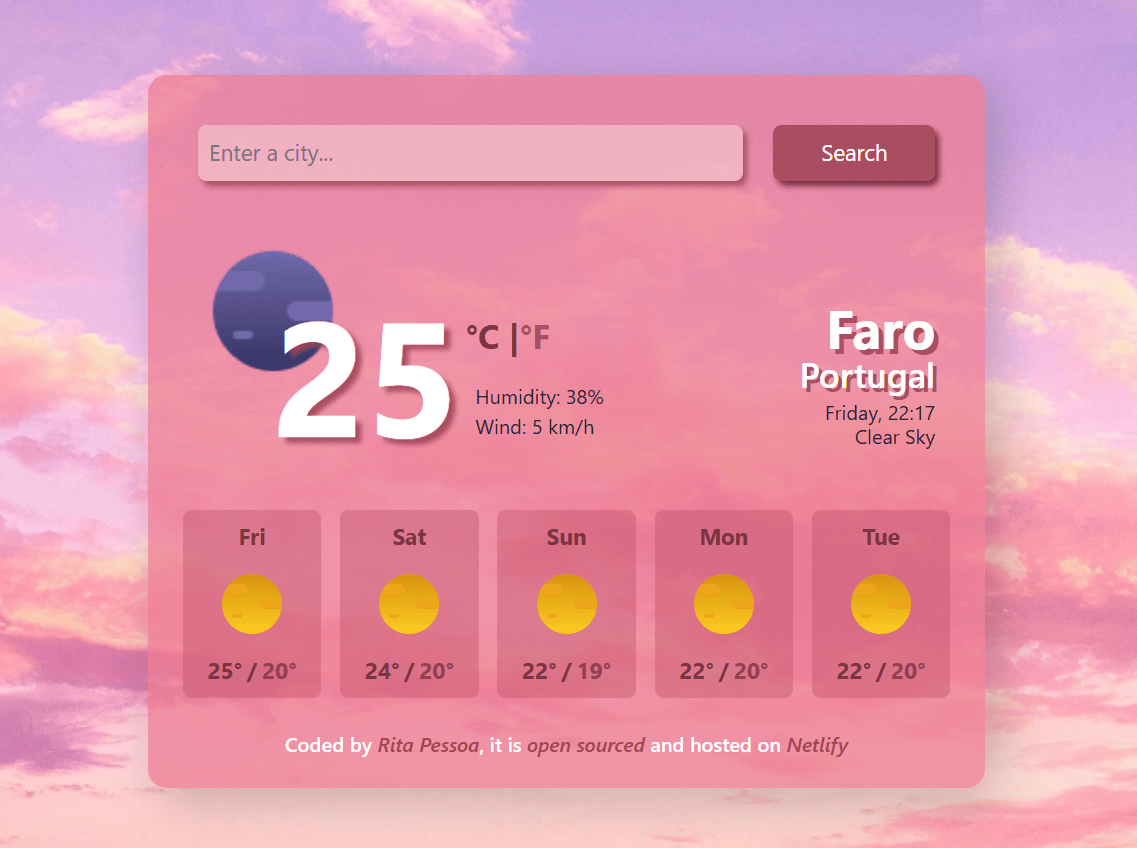 Enter a city...
Search
25
°C |°F
Humidity: 38%
Wind: 5 km/h
Faro
Portugal
Friday, 22:17
Clear Sky
Fri
25° / 20°
Sat
24° / 20°
Sun
22° / 19°
Mon
22° / 20°
Tue
22° / 20°
Coded by Rita Pessoa, it is open sourced and hosted on Netlify